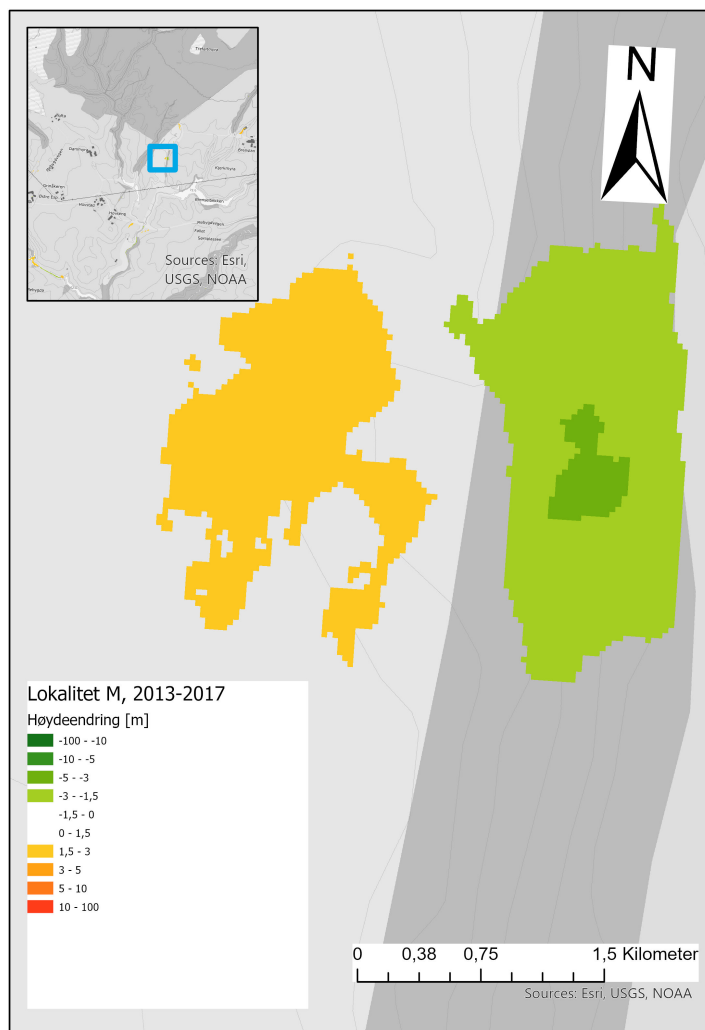 Sources: Esri,
USGS, NOAA
N
Lokalitet M, 2013-2017
Høydeendring [m]
-100 - -10
-10 - -5
-5 - -3
-3 - -1,5
-1,5 - 0
0 - 1,5
1,5 - 3
3 - 5
5 - 10
10 - 100
0 0,38 0,75 1,5 Kilometer
Sources: Esri, USGS, NOAA